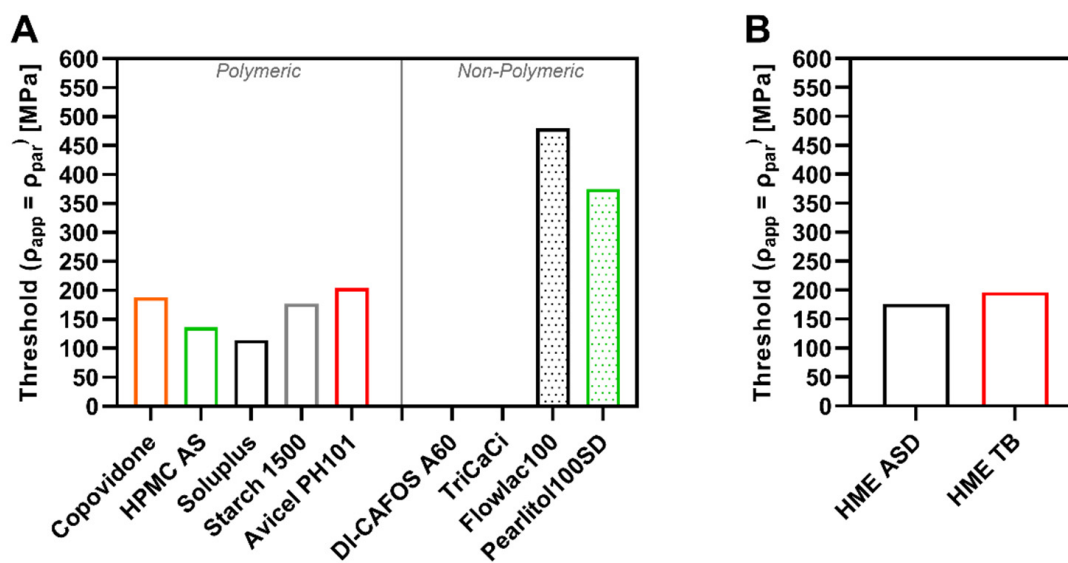 A
Threshold (ρapp = ρpar) [MPa]
600
550
500
450
400
350
300
250
200
150
100
50
0
Polymeric
Non-Polymeric
Copovidone
HPMC AS
Soluplus
Starch 1500
Avicel PH101
DI-CAFOS A60
TriCaCi
Flowlac100
Pearlitol100SD
B
Threshold (ρapp = ρpar) [MPa]
600
550
500
450
400
350
300
250
200
150
100
50
0
HME ASD
HME TB